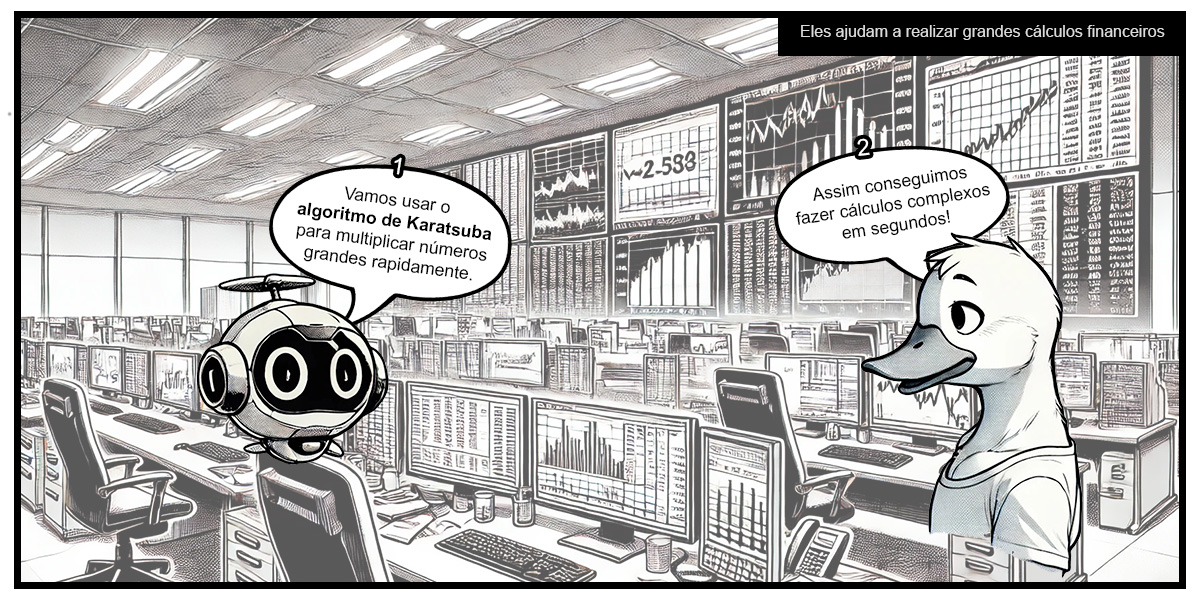 Eles ajudam a realizar grandes cálculos financeiros
1
Vamos usar o
algoritmo de Karatsuba
para multiplicar números
grandes rapidamente.
2
Assim conseguimos
fazer cálculos complexos
em segundos!